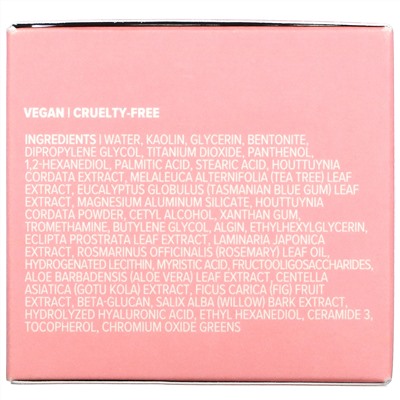 VEGAN | CRUELTY-FREE
INGREDIENTS | WATER, KAOLIN, GLYCERIN, BENTONITE,
DIPROPYLENE GLYCOL, TITANIUM DIOXIDE, PANTHENOL,
1,2-HEXANEDIOL, PALMITIC ACID, STEARIC ACID, HOUTTUYNIA
CORDATA EXTRACT, MELALEUCA ALTERNIFOLIA (TEA TREE) LEAF
EXTRACT, EUCALYPTUS GLOBULUS (TASMANIAN BLUE GUM) LEAF
EXTRACT, MAGNESIUM ALUMINUM SILICATE, HOUTTUYNIA
CORDATA POWDER, CETYL ALCOHOL, XANTHAN GUM,
TROMETHAMINE, BUTYLENE GLYCOL, ALGIN, ETHYLHEXYLGLYCERIN,
ECLIPTA PROSTRATA LEAF EXTRACT, LAMINARIA JAPONICA
EXTRACT, ROSMARINUS OFFICINALIS (ROSEMARY) LEAF OIL,
HYDROGENATED LECITHIN, MYRISTIC ACID, FRUCTOOLIGOSACCHARIDES,
ALOE BARBADENSIS (ALOE VERA) LEAF EXTRACT, CENTELLA
ASIATICA (GOTU KOLA) EXTRACT, FICUS CARICA (FIG) FRUIT
EXTRACT, BETA-GLUCAN, SALIX ALBA (WILLOW) BARK EXTRACT,
HYDROLYZED HYALURONIC ACID, ETHYL HEXANEDIOL, CERAMIDE 3,
TOCOPHEROL, CHROMIUM OXIDE GREENS